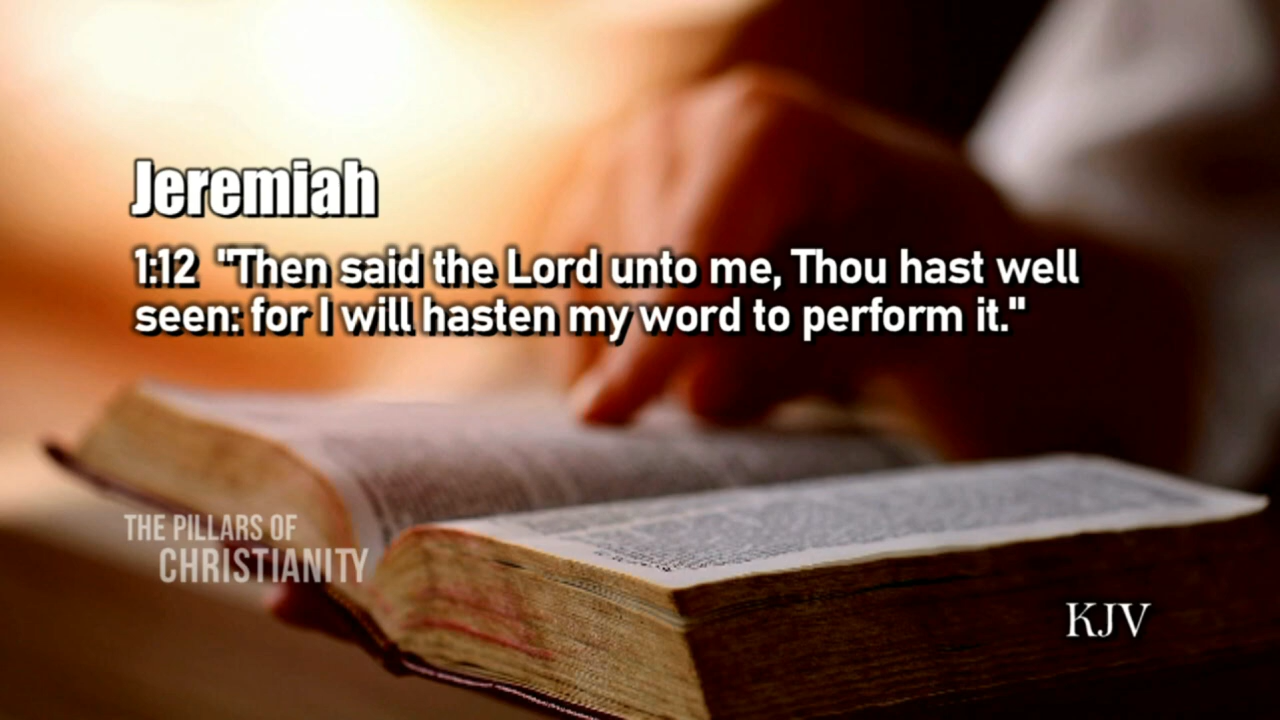 Jeremiah
1:12 "Then said the Lord unto me, Thou hast well
seen: for I will hasten my word to perform it."
THE PILLARS OF
CHRISTIANITY
KJV